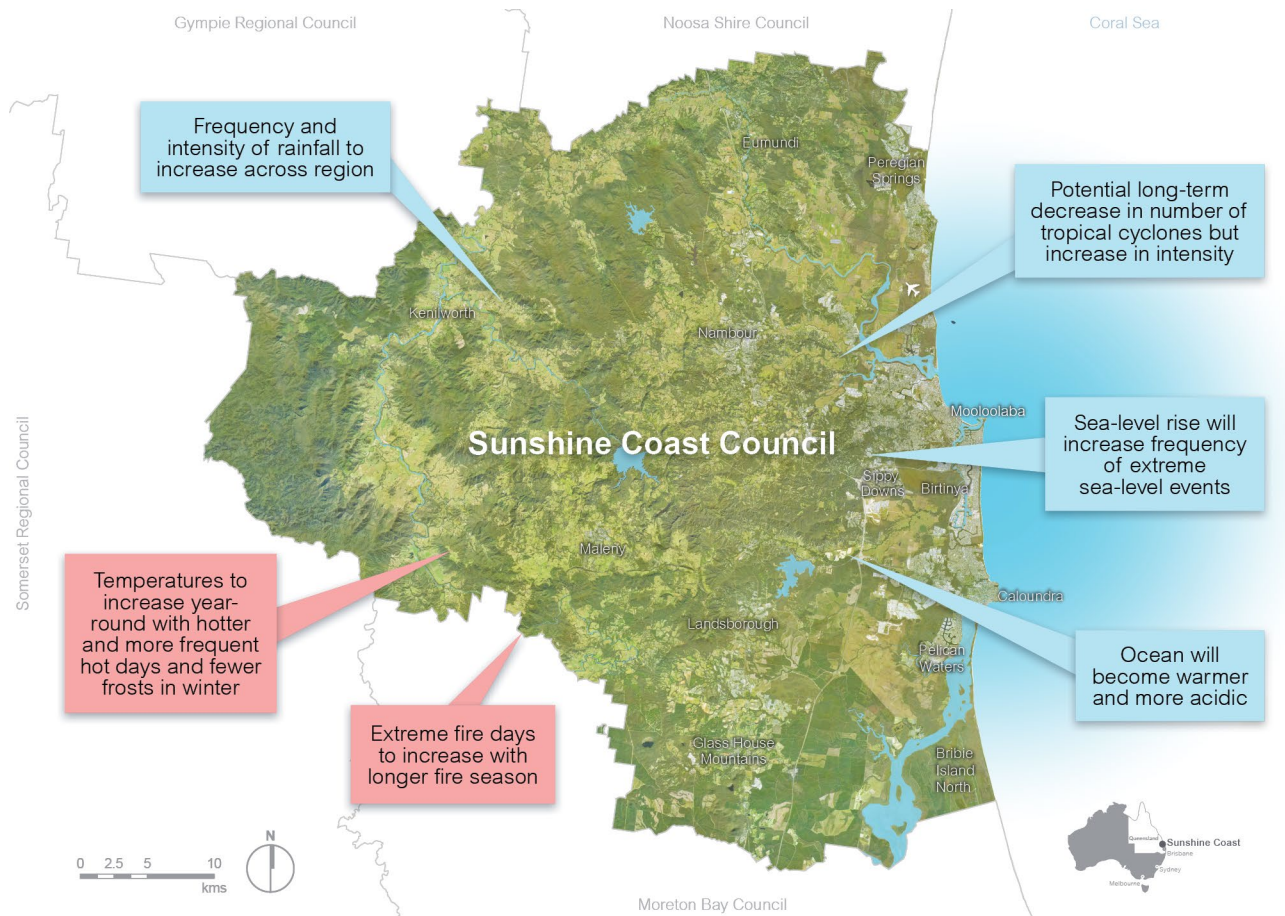 Gympie Regional Council
Noosa Shire Council
Coral Sea
Frequency and
intensity of rainfall to
increase across region
Eumundi
Peregian
Springs
Potential long-term
decrease in number of
tropical cyclones but
increase in intensity
Kenilworth
Nambour
Mooloolaba
Sunshine Coast Council
Sea-level rise will
increase frequency
of extreme
sea-level events
Sippy
Downs
Birtinya
Somerset Regional Council
Maleny
Temperatures to
increase year-
round with hotter
and more frequent
hot days and fewer
frosts in winter
Caloundra
Landsborough
Pelican
Waters
Ocean will
become warmer
and more acidic
Extreme fire days
to increase with
longer fire season
Glass House
Mountains
Bribie
Island
North
0 2.5 5 10
kms
N
Queensland
Sunshine Coast
Brisbane
Sydney
Melbourne
Moreton Bay Council